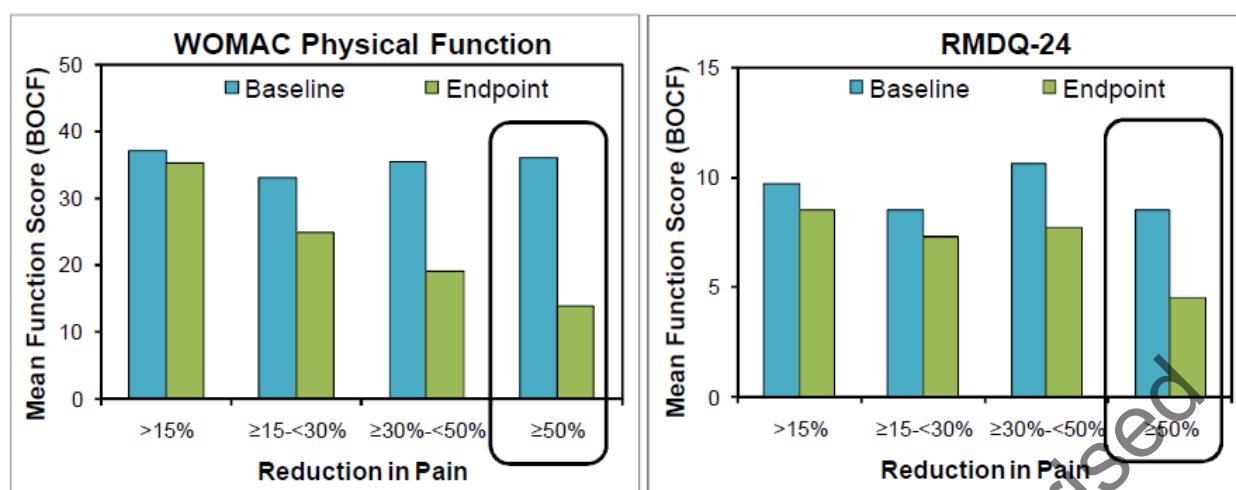 WOMAC Physical Function
Baseline
Endpoint
Mean Function Score (BOCF)
50
40
30
20
10
0
>15%
≥15-<30%
≥30%-<50%
≥50%
Reduction in Pain
RMDQ-24
Baseline
Endpoint
Mean Function Score (BOCF)
15
10
5
0
>15%
≥15-<30%
≥30%-<50%
≥50%
Reduction in Pain
rised